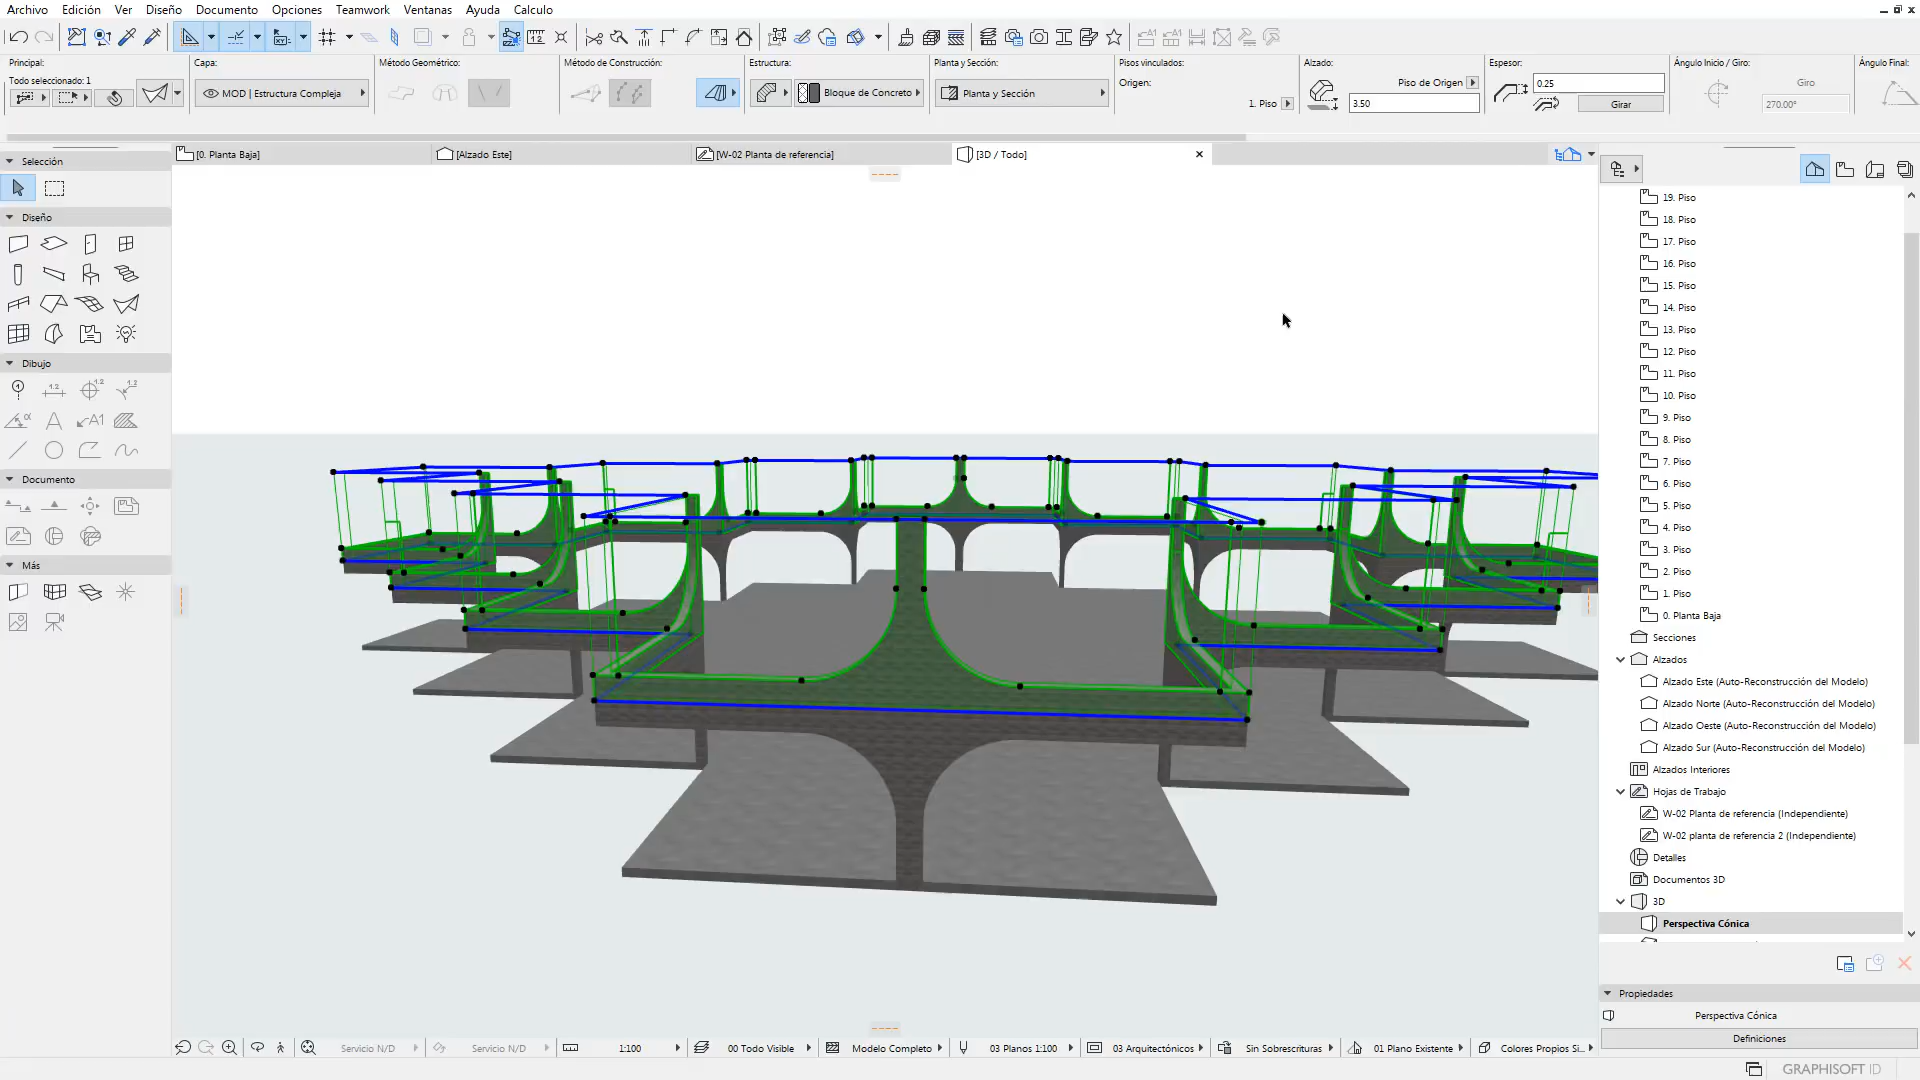 Archivo Edición Ver Diseño Documento Opciones Teamwork Ventanas Ayuda Calculo
Principal:
Todo seleccionado: 1
Capa:
MOD | Estructura Compleja
Método Geometrico:
Método de Construcción:
Estructura:
Bloque de Concreto
Planta y Sección:
Planta y Sección
Pisos vinculados:
Origen:
1. Piso
Alzado:
Piso de Origen
3.50
Espesor:
0.25
Girar
Ángulo Inicio / Giro:
Giro
270.00°
Ángulo Final:
[0. Planta Baja]
[Alzado Este]
[W-02 Planta de referencia]
[3D / Todo]
Selección
Diseño
Dibujo
Documento
Más
19. Piso
18. Piso
17. Piso
16. Piso
15. Piso
14. Piso
13. Piso
12. Piso
11. Piso
10. Piso
9. Piso
8. Piso
7. Piso
6. Piso
5. Piso
4. Piso
3. Piso
2. Piso
1. Piso
0. Planta Baja
Secciones
Alzados
Alzado Este (Auto-Reconstrucción del Modelo)
Alzado Norte (Auto-Reconstrucción del Modelo)
Alzado Oeste (Auto-Reconstrucción del Modelo)
Alzado Sur (Auto-Reconstrucción del Modelo)
Alzados Interiores
Hojas de Trabajo
W-02 Planta de referencia (Independiente)
W-02 planta de referencia 2 (Independiente)
Detalles
Documentos 3D
3D
Perspectiva Cónica
Propiedades
Perspectiva Cónica
Definiciones
Servicio N/D
Servicio N/D
1:100
00 Todo Visible
Modelo Completo
03 Planos 1:100
03 Arquitectónicos
Sin Sobrescrituras
01 Plano Existente
Colores Propios Si...
GRAPHISOFT ID